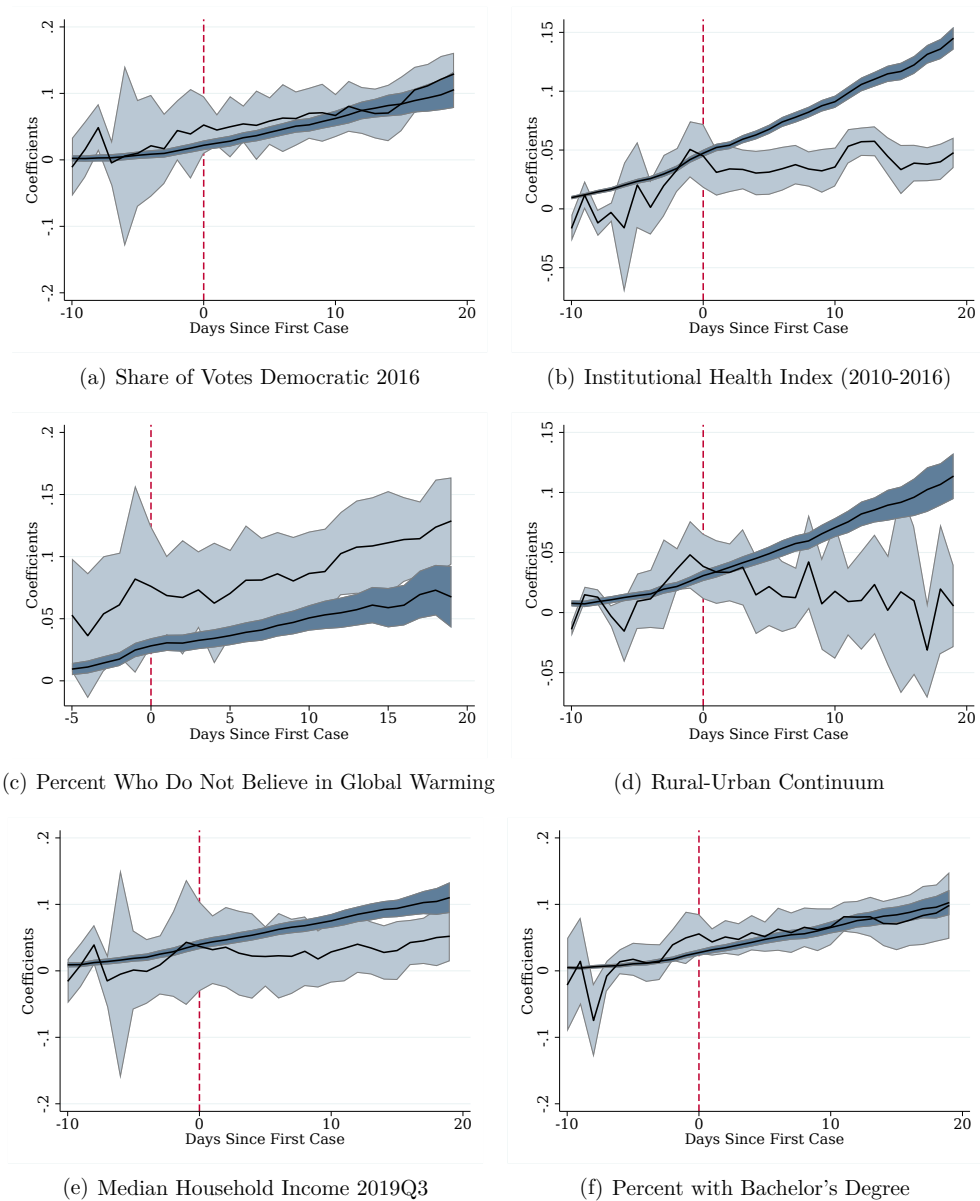 .2
.1
0
-.1
-.2
Coefficients
-10 0 10 20
Days Since First Case
(a) Share of Votes Democratic 2016
.15
.1
.05
0
-.05
Coefficients
-10 0 10 20
Days Since First Case
(b) Institutional Health Index (2010-2016)
.2
.15
.1
.05
0
Coefficients
-5 0 5 10 15 20
Days Since First Case
(c) Percent Who Do Not Believe in Global Warming
.15
.1
.05
0
-.05
Coefficients
-10 0 10 20
Days Since First Case
(d) Rural-Urban Continuum
.2
.1
0
-.1
-.2
Coefficients
-10 0 10 20
Days Since First Case
(e) Median Household Income 2019Q3
.2
.1
0
-.1
-.2
Coefficients
-10 0 10 20
Days Since First Case
(f) Percent with Bachelor's Degree